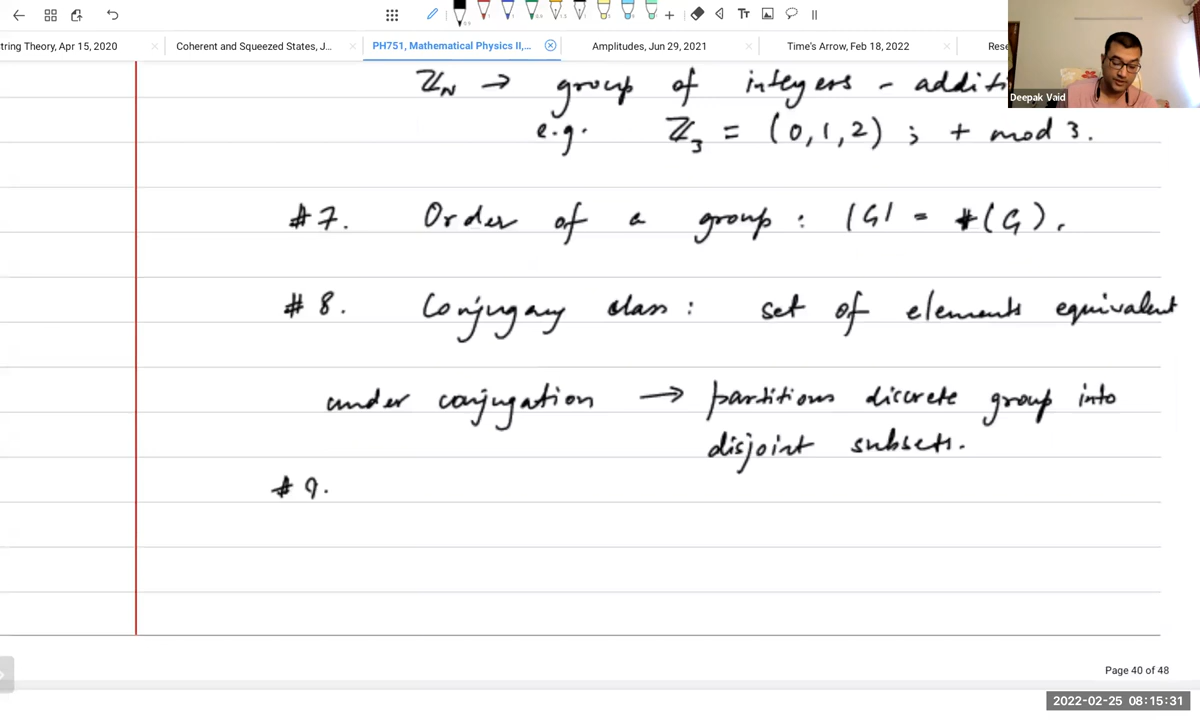 tring Theory, Apr 15, 2020
Coherent and Squeezed States, J...
PH751, Mathematical Physics II,...
Amplitudes, Jun 29, 2021
Time's Arrow, Feb 18, 2022
Rese
Deepak Vaid
ℤN → group of integers - additi
e.g. ℤ3 = (0, 1, 2) ; + mod 3.
#7. Order of a group : |G| = #(G).
#8. Conjugacy class : set of elements equivalent
under conjugation → partitions discrete group into
disjoint subsets.
#9.
Page 40 of 48
2022-02-25 08:15:31